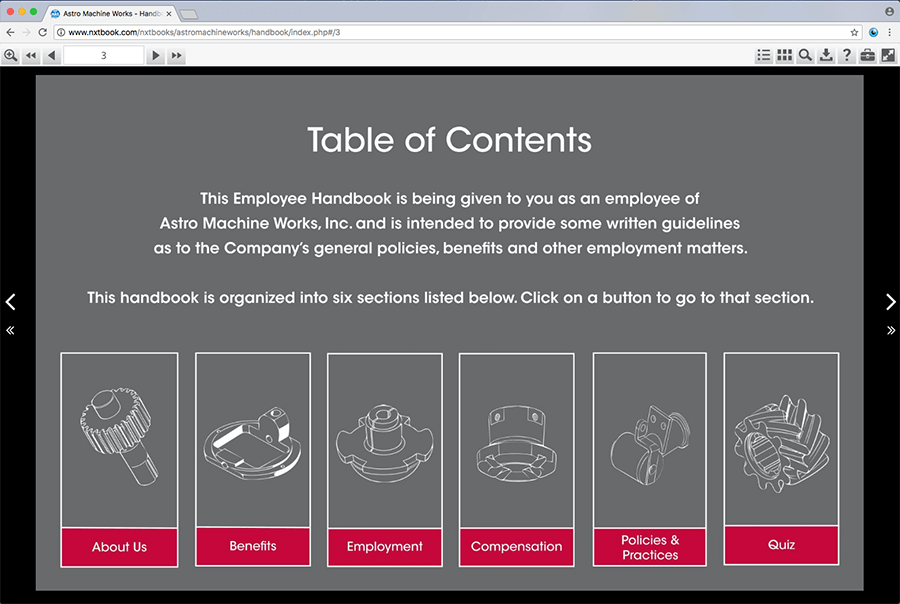 Astro Machine Works - Handb
www.nxtbook.com/nxtbooks/astromachineworks/handbook/index.php#/3
3
Table of Contents
This Employee Handbook is being given to you as an employee of
Astro Machine Works, Inc. and is intended to provide some written guidelines
as to the Company's general policies, benefits and other employment matters.
This handbook is organized into six sections listed below. Click on a button to go to that section.
About Us
Benefits
Employment
Compensation
Policies &
Practices
Quiz